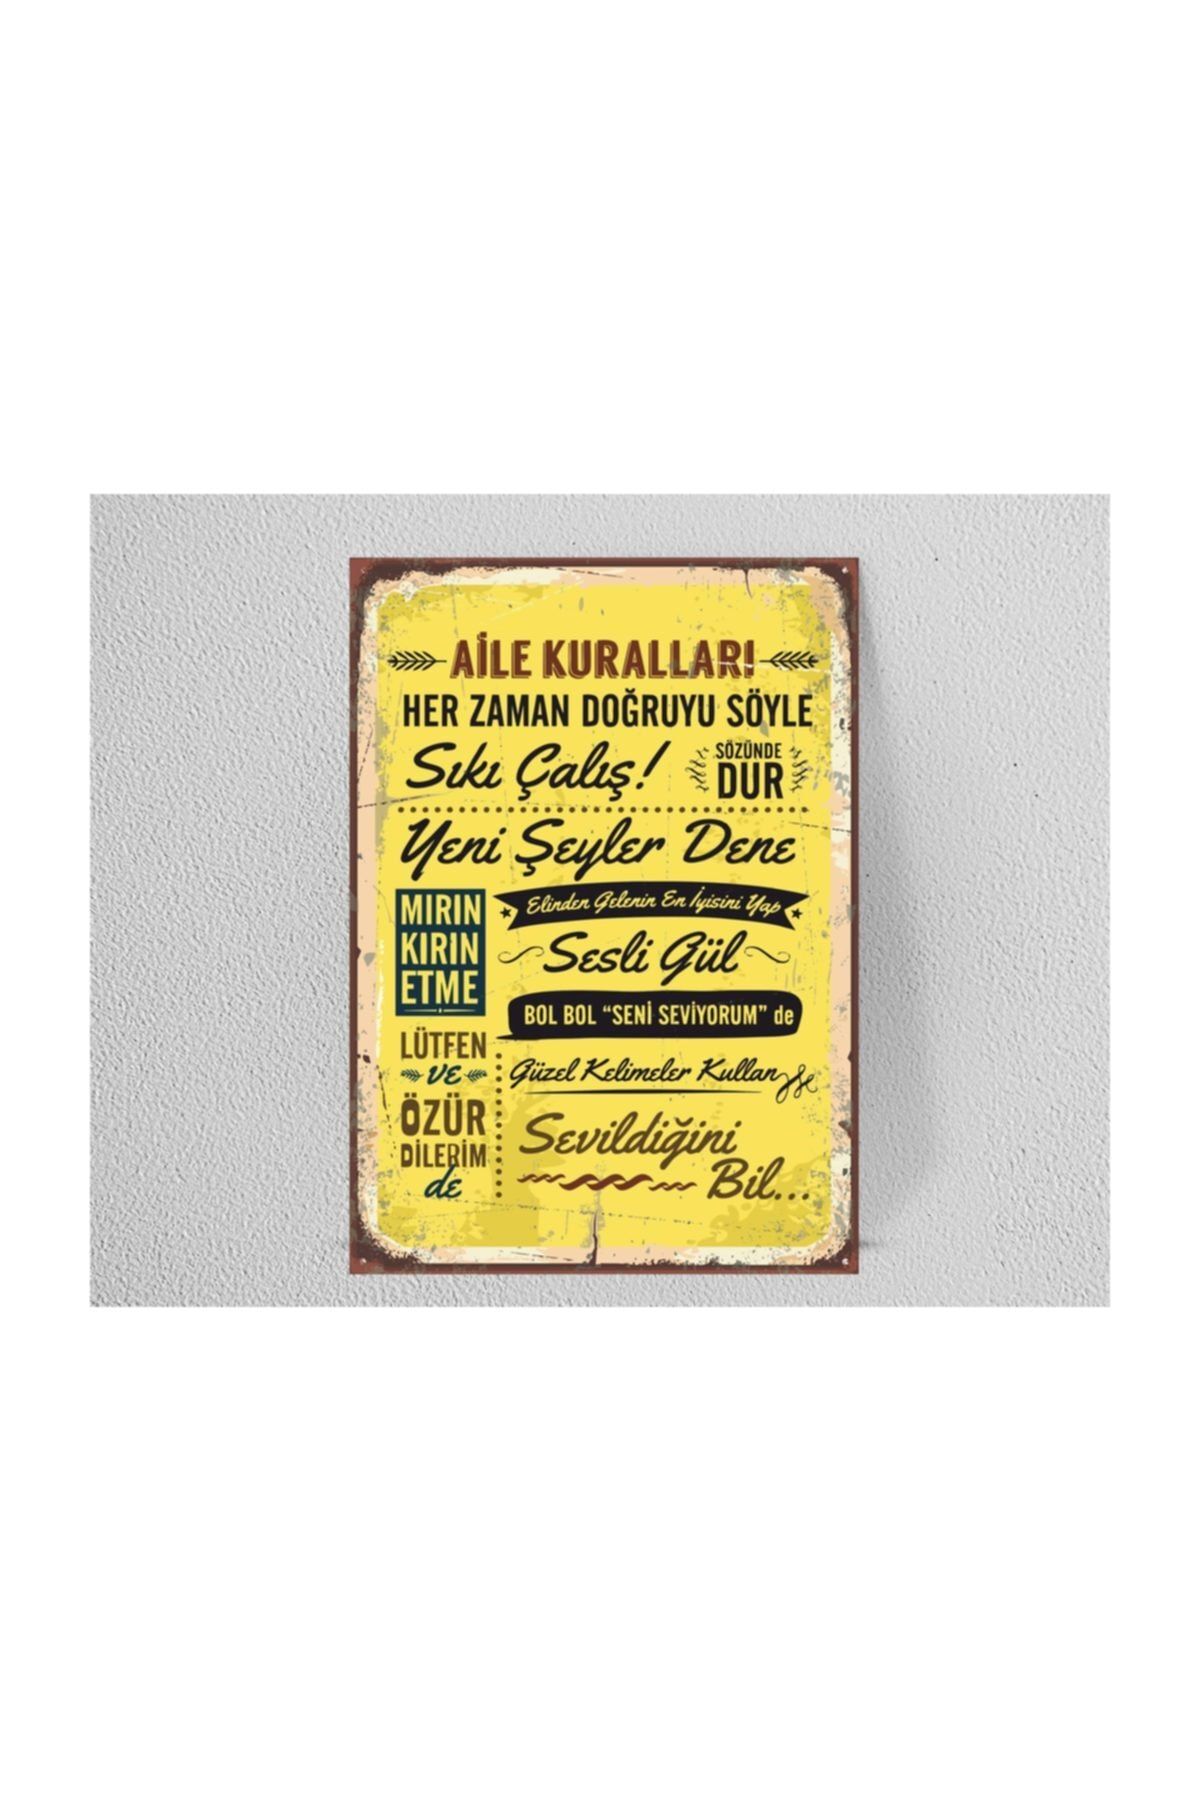 AİLE KURALLARI
HER ZAMAN DOĞRUYU SÖYLE
Sıkı Çalış!
SÖZÜNDE
DUR
Yeni Şeyler Dene
MIRIN
KIRIN
ETME
Elinden Gelenin En İyisini Yap
Sesli Gül
BOL BOL “SENİ SEVİYORUM” de
LÜTFEN
ve
ÖZÜR
DİLERİM
de
Güzel Kelimeler Kullan
Sevildiğini
Bil...